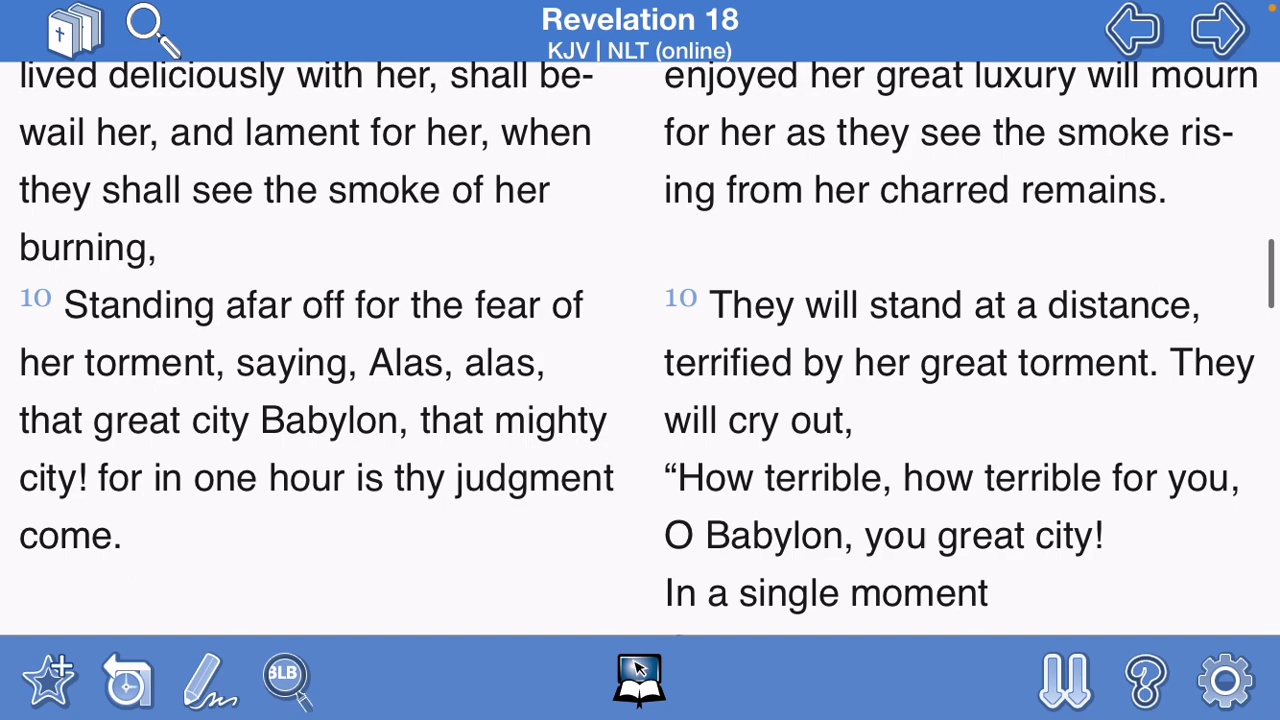 Revelation 18
KJV | NLT (online)
lived deliciously with her, shall be-
wail her, and lament for her, when
they shall see the smoke of her
burning,
10 Standing afar off for the fear of
her torment, saying, Alas, alas,
that great city Babylon, that mighty
city! for in one hour is thy judgment
come.
enjoyed her great luxury will mourn
for her as they see the smoke ris-
ing from her charred remains.
10 They will stand at a distance,
terrified by her great torment. They
will cry out,
“How terrible, how terrible for you,
O Babylon, you great city!
In a single moment
BLB